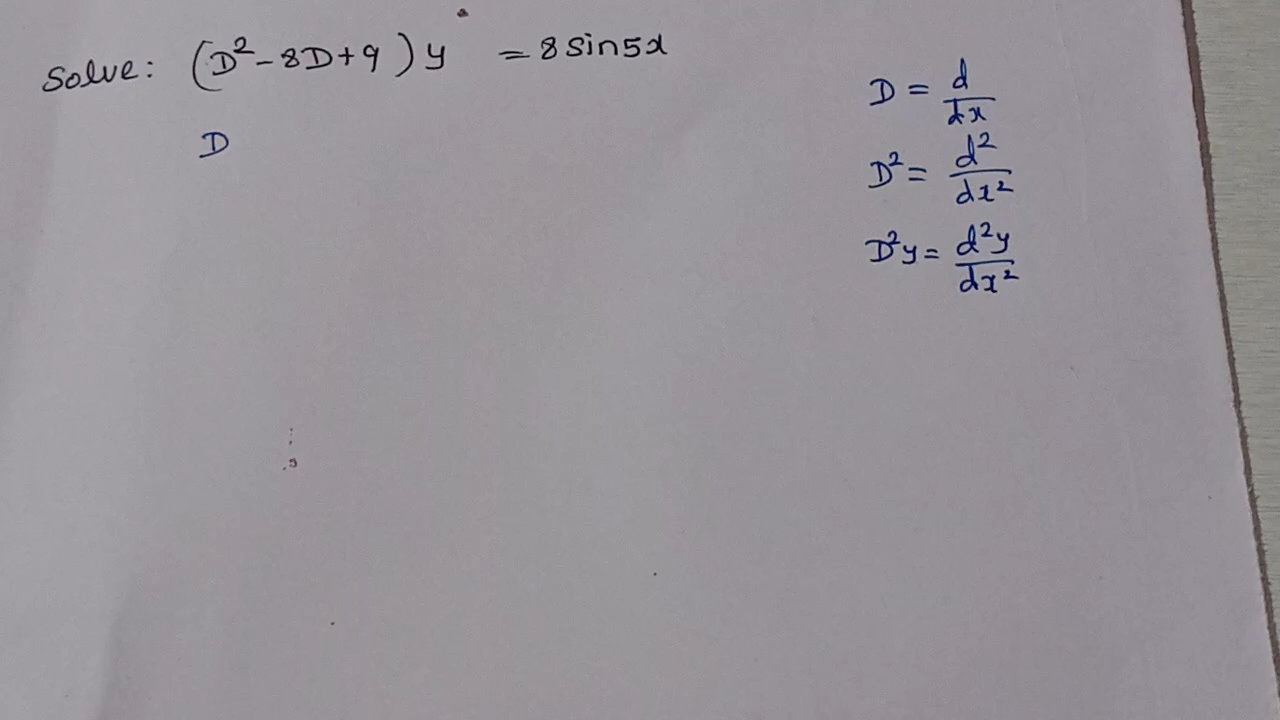 Solve: (D² - 8D + 9) y = 8 sin5x
D
D = d/dx
D² = d²/dx²
D²y = d²y/dx²